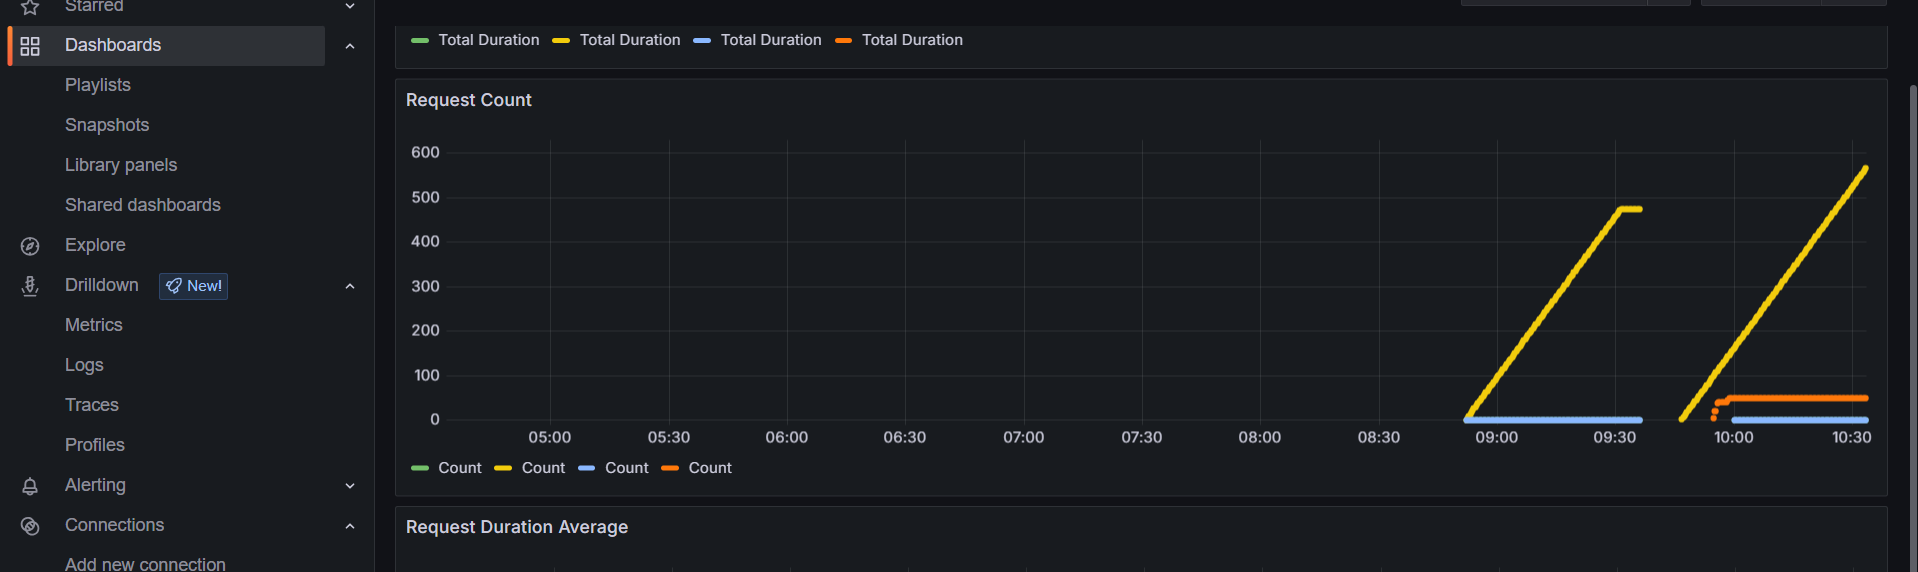 Starred
Dashboards
Playlists
Snapshots
Library panels
Shared dashboards
Explore
Drilldown New!
Metrics
Logs
Traces
Profiles
Alerting
Connections
Add new connection
Total Duration Total Duration Total Duration Total Duration
Request Count
600
500
400
300
200
100
0
05:00 05:30 06:00 06:30 07:00 07:30 08:00 08:30 09:00 09:30 10:00 10:30
Count Count Count Count
Request Duration Average